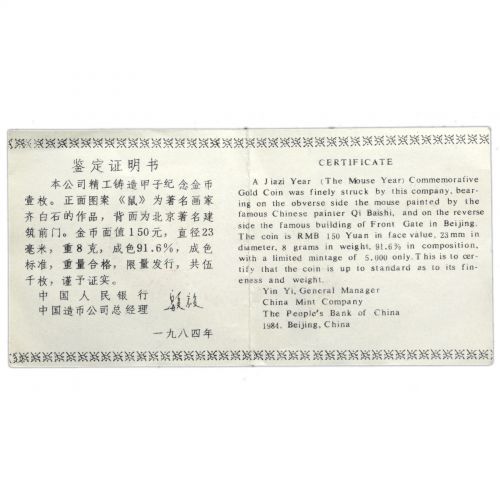 鉴定证明书
本公司精工铸造甲子纪念金币
壹枚。正面图案《鼠》为著名画家
齐白石的作品，背面为北京著名建
筑前门。金币面值150元，直径23
毫米，重8克，成色91.6%，成色
标准，重量合格，限量发行，共伍
千枚，谨予证实。
中国人民银行
中国造币公司总经理
一九八四年
CERTIFICATE
A Jiazi Year (The Mouse Year) Commemorative
Gold Coin was finely struck by this company, bear-
ing on the obverse side the mouse painted by the
famous Chinese painter Qi Baishi, and on the reverse
side the famous building of Front Gate in Beijing.
The coin is RMB 150 Yuan in face value, 23 mm in
diameter, 8 grams in weight, 91.6% in composition,
with a limited mintage of 5,000 only. This is to cer-
tify that the coin is up to standard as to its fin-
eness and weight.
Yin Yi, General Manager
China Mint Company
The People's Bank of China
1984. Beijing, China